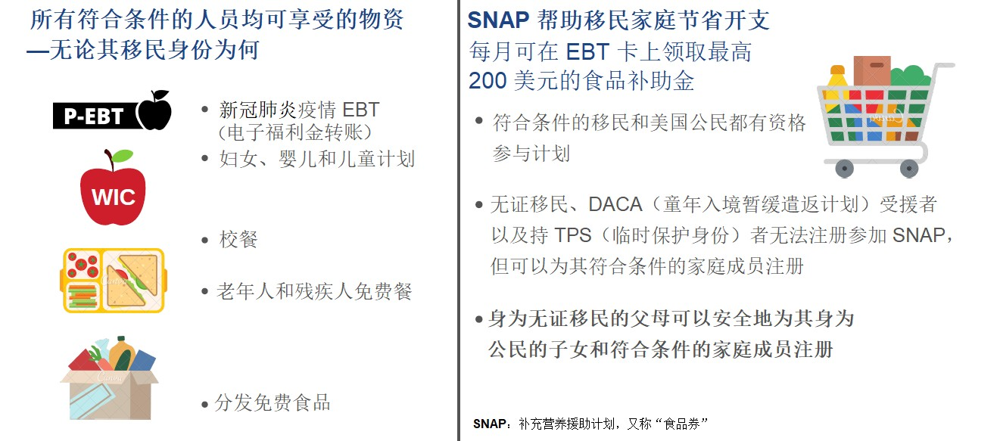 所有符合条件的人员均可享受的物资
—无论其移民身份为何
P-EBT
新冠肺炎疫情 EBT
（电子福利金转账）
WIC
妇女、婴儿和儿童计划
校餐
老年人和残疾人免费餐
分发免费食品
SNAP 帮助移民家庭节省开支
每月可在 EBT 卡上领取最高
200 美元的食品补助金
符合条件的移民和美国公民都有资格
参与计划
无证移民、DACA（童年入境暂缓遣返计划）受援者
以及持 TPS（临时保护身份）者无法注册参加 SNAP，
但可以为其符合条件的家庭成员注册
身为无证移民的父母可以安全地为其身为
公民的子女和符合条件的家庭成员注册
SNAP：补充营养援助计划，又称“食品券”